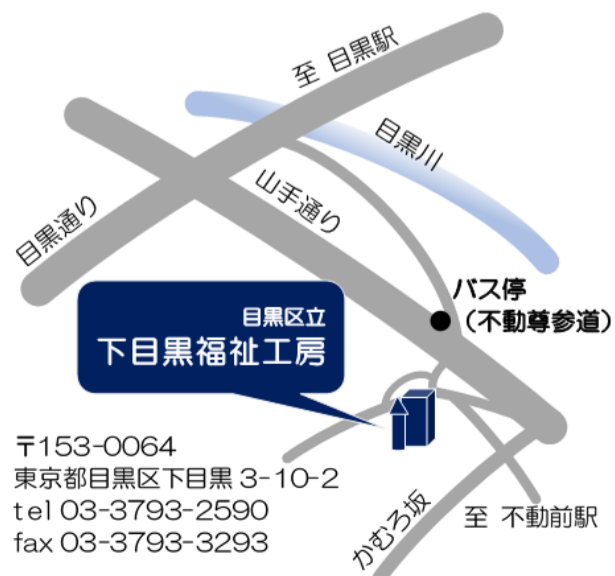 至 目黒駅
目黒川
目黒通り
山手通り
バス停
（不動尊参道）
目黒区立
下目黒福祉工房
〒153-0064
東京都目黒区下目黒 3-10-2
tel 03-3793-2590
fax 03-3793-3293
かむろ坂
至 不動前駅